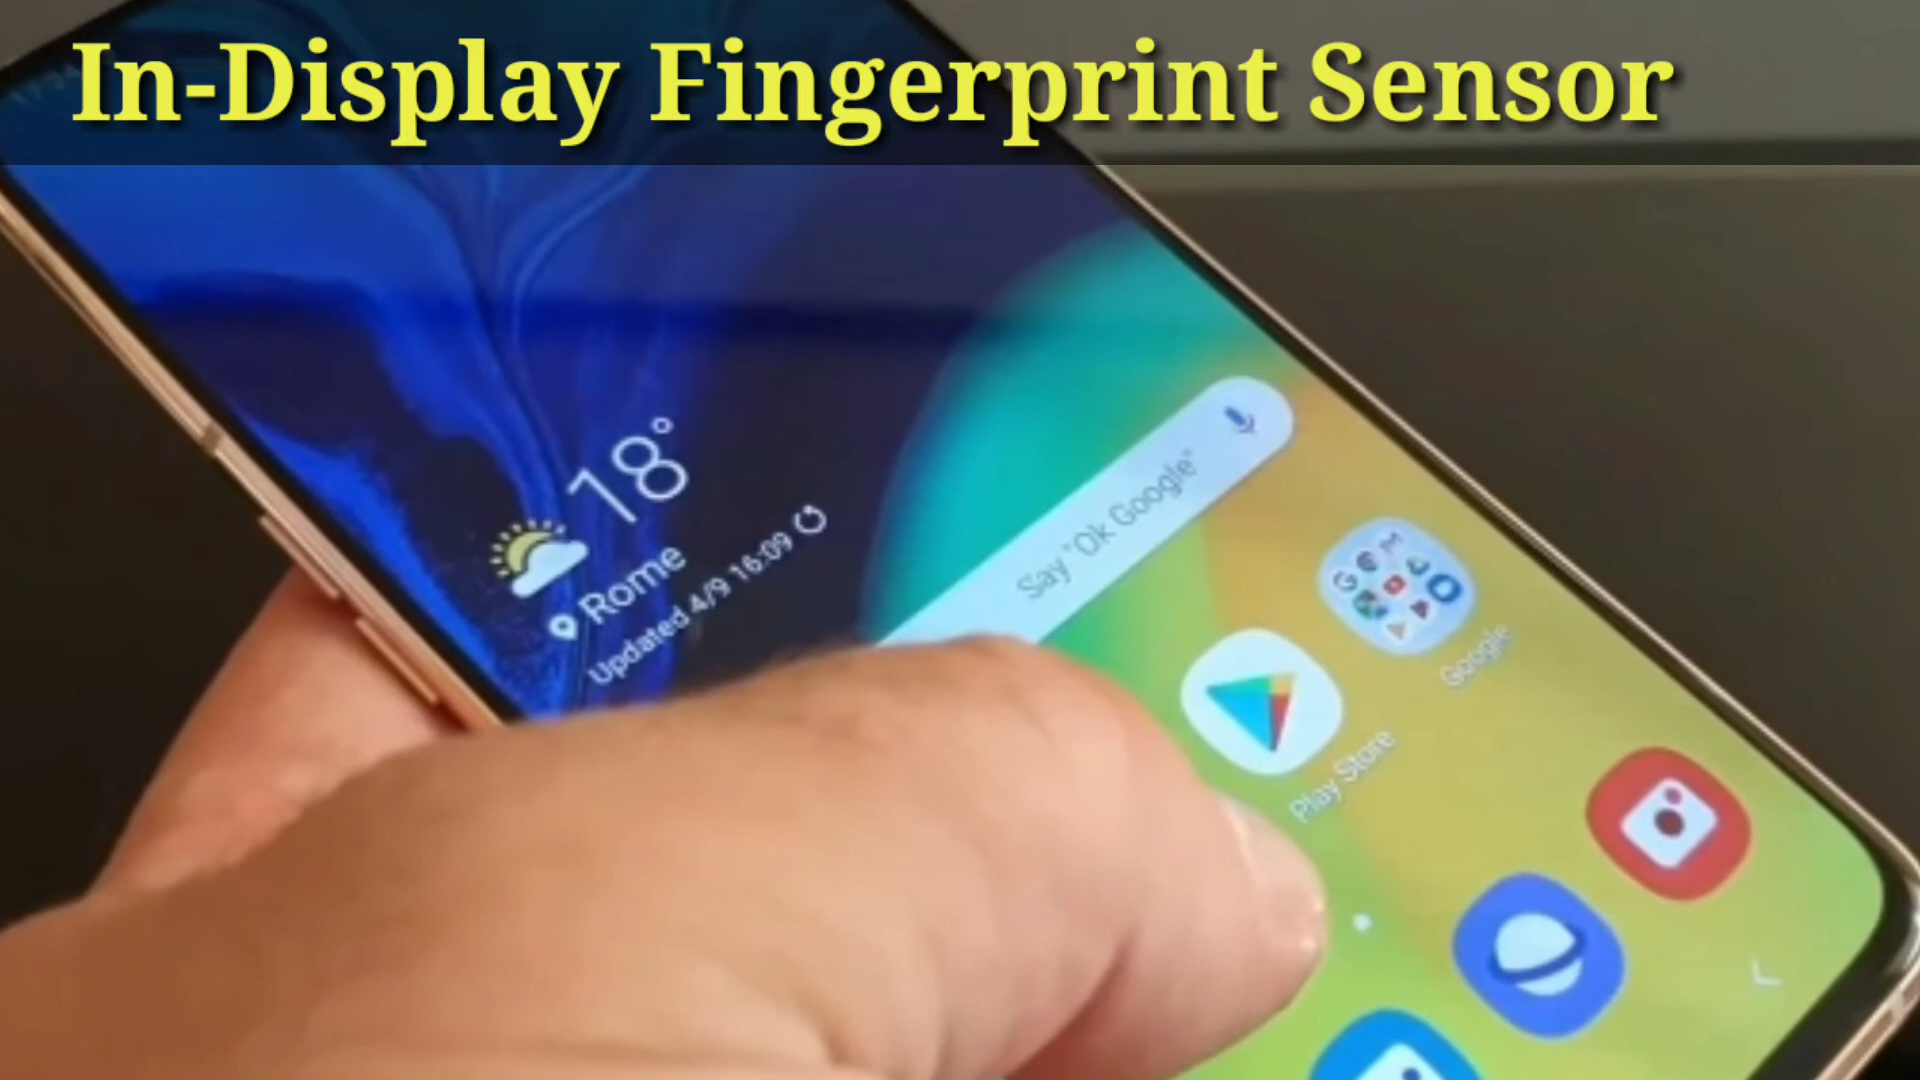 In-Display Fingerprint Sensor
18°
Rome
Updated 4/9 16:09
Say "Ok Google"
Google
Play Store